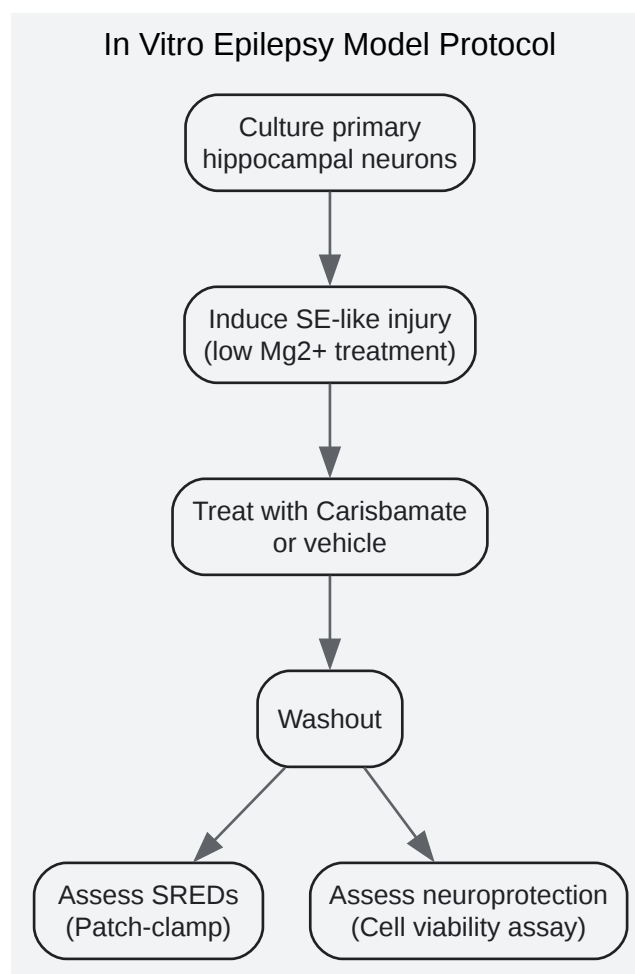 In Vitro Epilepsy Model Protocol
Culture primary
hippocampal neurons
Induce SE-like injury
(low Mg2+ treatment)
Treat with Carisbamate
or vehicle
Washout
Assess SREDs
(Patch-clamp)
Assess neuroprotection
(Cell viability assay)